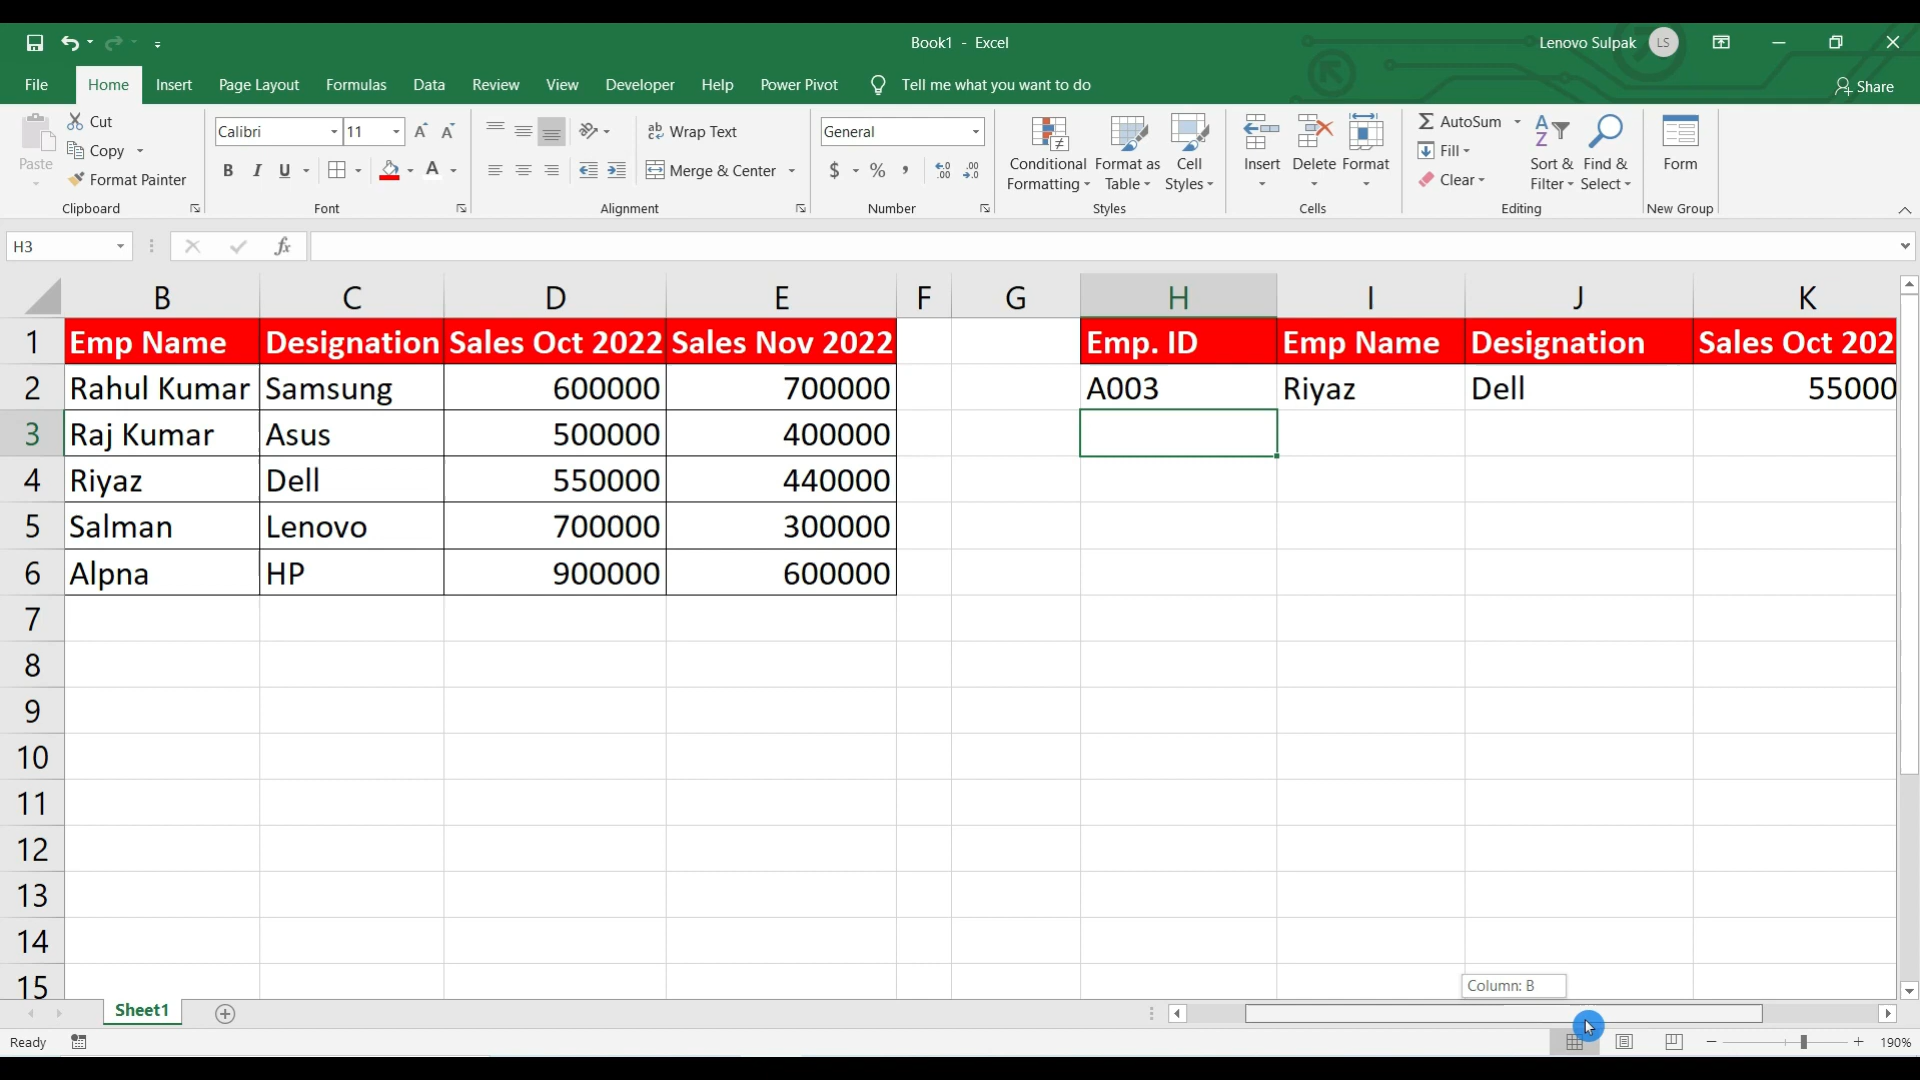 Book1 - Excel
Lenovo Sulpak LS
File Home Insert Page Layout Formulas Data Review View Developer Help Power Pivot Tell me what you want to do Share
Paste
Cut
Copy
Format Painter
Clipboard
Calibri 11
B I U
Font
Wrap Text
Merge & Center
Alignment
General
$ % ,
Number
Conditional Formatting
Format as Table
Cell Styles
Styles
Insert
Delete
Format
Cells
AutoSum
Fill
Clear
Sort & Filter
Find & Select
Editing
Form
New Group
H3 fx
B C D E F G H I J K
1 Emp Name Designation Sales Oct 2022 Sales Nov 2022 Emp. ID Emp Name Designation Sales Oct 202
2 Rahul Kumar Samsung 600000 700000 A003 Riyaz Dell 55000
3 Raj Kumar Asus 500000 400000
4 Riyaz Dell 550000 440000
5 Salman Lenovo 700000 300000
6 Alpna HP 900000 600000
7
8
9
10
11
12
13
14
15
Column: B
Sheet1
Ready 190%